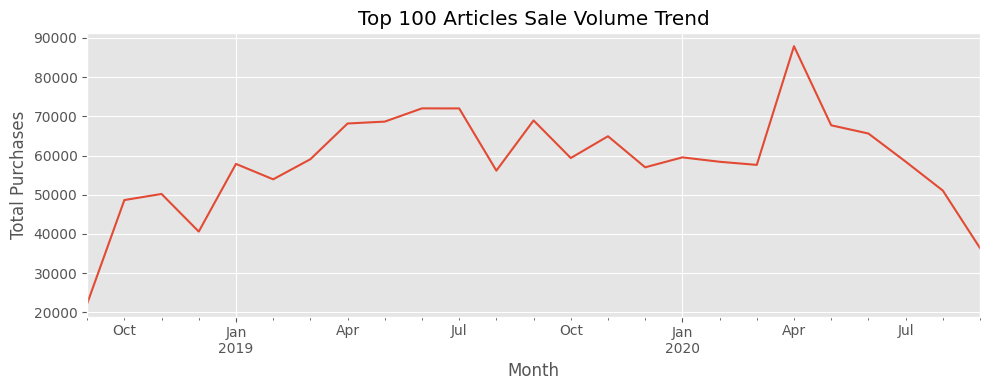 Top 100 Articles Sale Volume Trend
Total Purchases
90000
80000
70000
60000
50000
40000
30000
20000
Oct
Jan
2019
Apr
Jul
Oct
Jan
2020
Apr
Jul
Month